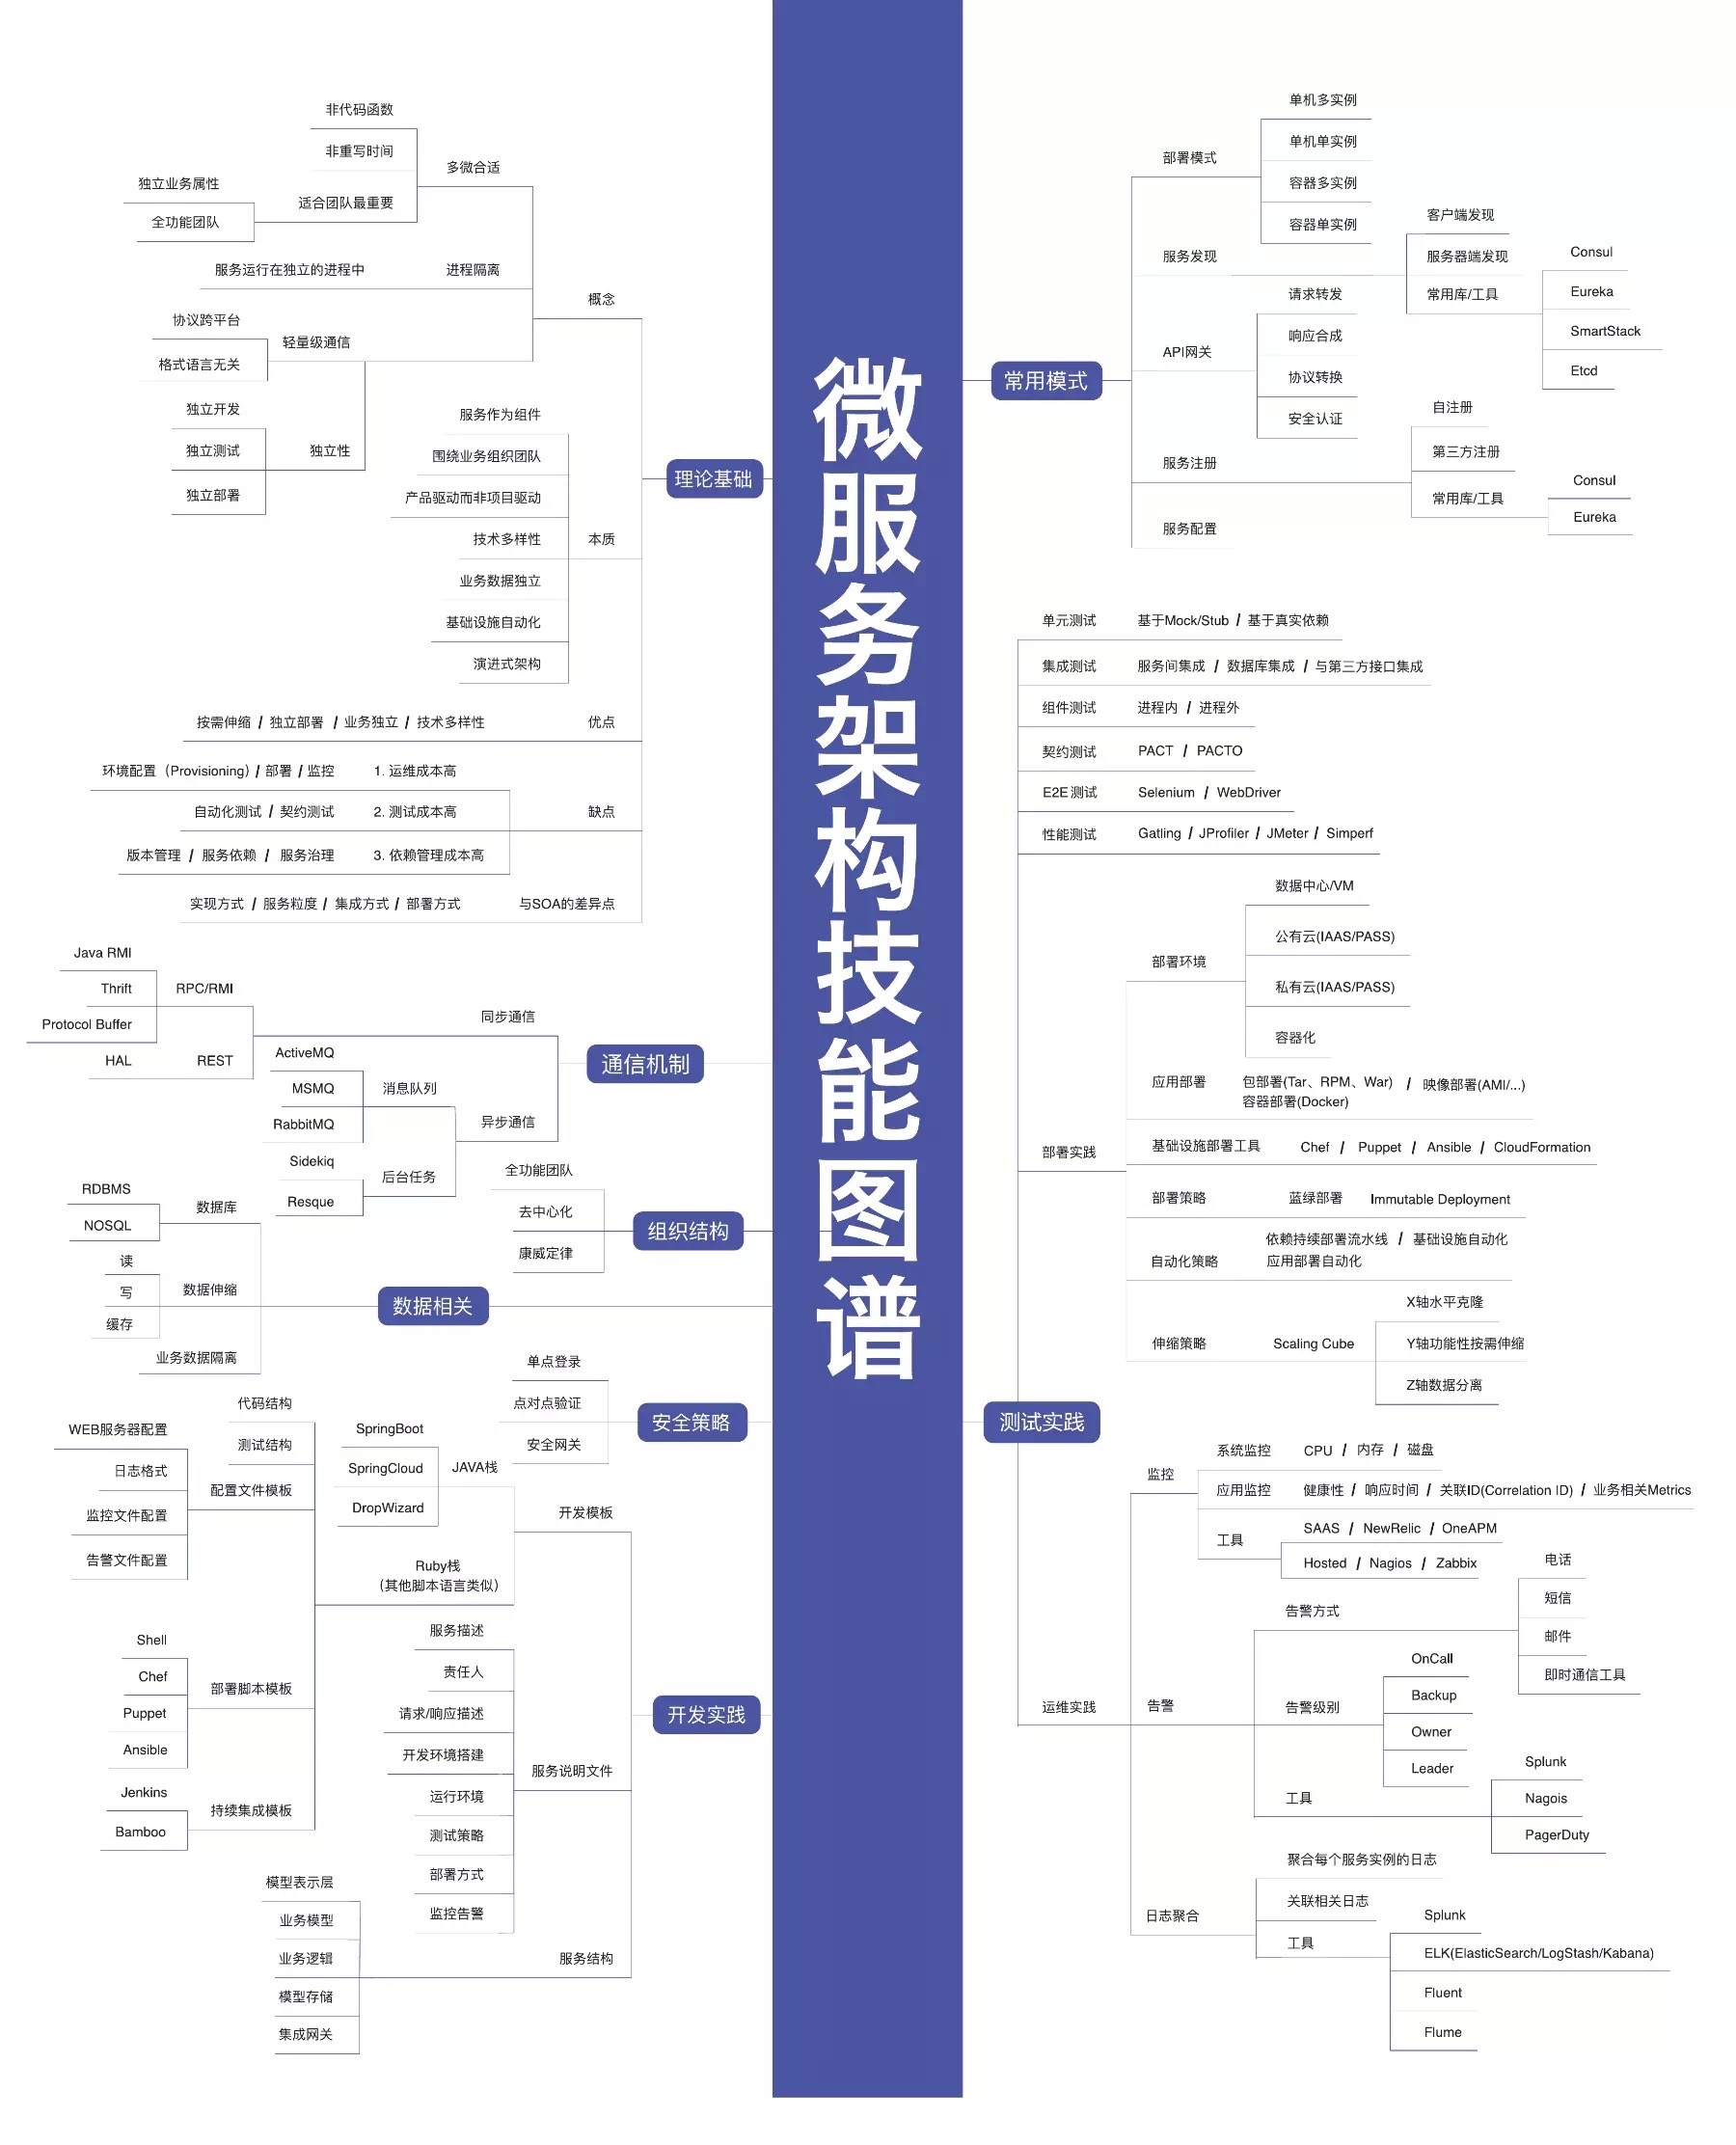 微服务架构技能图谱
理论基础
概念
多微合适
非代码函数
非重写时间
适合团队最重要
独立业务属性
全功能团队
进程隔离
服务运行在独立的进程中
轻量级通信
协议跨平台
格式语言无关
独立性
独立开发
独立测试
独立部署
本质
服务作为组件
围绕业务组织团队
产品驱动而非项目驱动
技术多样性
业务数据独立
基础设施自动化
演进式架构
优点
按需伸缩 / 独立部署 / 业务独立 / 技术多样性
缺点
1. 运维成本高
环境配置（Provisioning）/ 部署 / 监控
2. 测试成本高
自动化测试 / 契约测试
3. 依赖管理成本高
版本管理 / 服务依赖 / 服务治理
与SOA的差异点
实现方式 / 服务粒度 / 集成方式 / 部署方式
通信机制
同步通信
RPC/RMI
Java RMI
Thrift
Protocol Buffer
REST
HAL
异步通信
消息队列
ActiveMQ
MSMQ
RabbitMQ
后台任务
Sidekiq
Resque
组织结构
全功能团队
去中心化
康威定律
数据相关
数据库
RDBMS
NOSQL
数据伸缩
读
写
缓存
业务数据隔离
安全策略
单点登录
点对点验证
安全网关
开发实践
开发模板
JAVA栈
SpringBoot
SpringCloud
DropWizard
Ruby栈
（其他脚本语言类似）
代码结构
测试结构
配置文件模板
WEB服务器配置
日志格式
监控文件配置
告警文件配置
部署脚本模板
Shell
Chef
Puppet
Ansible
持续集成模板
Jenkins
Bamboo
服务说明文件
服务描述
责任人
请求/响应描述
开发环境搭建
运行环境
测试策略
部署方式
监控告警
服务结构
模型表示层
业务模型
业务逻辑
模型存储
集成网关
常用模式
部署模式
单机多实例
单机单实例
容器多实例
容器单实例
服务发现
客户端发现
服务器端发现
常用库/工具
Consul
Eureka
SmartStack
Etcd
API网关
请求转发
响应合成
协议转换
安全认证
服务注册
自注册
第三方注册
常用库/工具
Consul
Eureka
服务配置
测试实践
单元测试
基于Mock/Stub / 基于真实依赖
集成测试
服务间集成 / 数据库集成 / 与第三方接口集成
组件测试
进程内 / 进程外
契约测试
PACT / PACTO
E2E测试
Selenium / WebDriver
性能测试
Gatling / JProfiler / JMeter / Simperf
部署实践
部署环境
数据中心/VM
公有云(IAAS/PASS)
私有云(IAAS/PASS)
容器化
应用部署
包部署(Tar、RPM、War) / 映像部署(AMI/...)
容器部署(Docker)
基础设施部署工具
Chef / Puppet / Ansible / CloudFormation
部署策略
蓝绿部署 Immutable Deployment
自动化策略
依赖持续部署流水线 / 基础设施自动化
应用部署自动化
伸缩策略
Scaling Cube
X轴水平克隆
Y轴功能性按需伸缩
Z轴数据分离
运维实践
监控
系统监控
CPU / 内存 / 磁盘
应用监控
健康性 / 响应时间 / 关联ID(Correlation ID) / 业务相关Metrics
工具
SAAS / NewRelic / OneAPM
Hosted / Nagios / Zabbix
告警
告警方式
电话
短信
邮件
即时通信工具
告警级别
OnCall
Backup
Owner
Leader
工具
Splunk
Nagois
PagerDuty
日志聚合
聚合每个服务实例的日志
关联相关日志
工具
Splunk
ELK(ElasticSearch/LogStash/Kabana)
Fluent
Flume